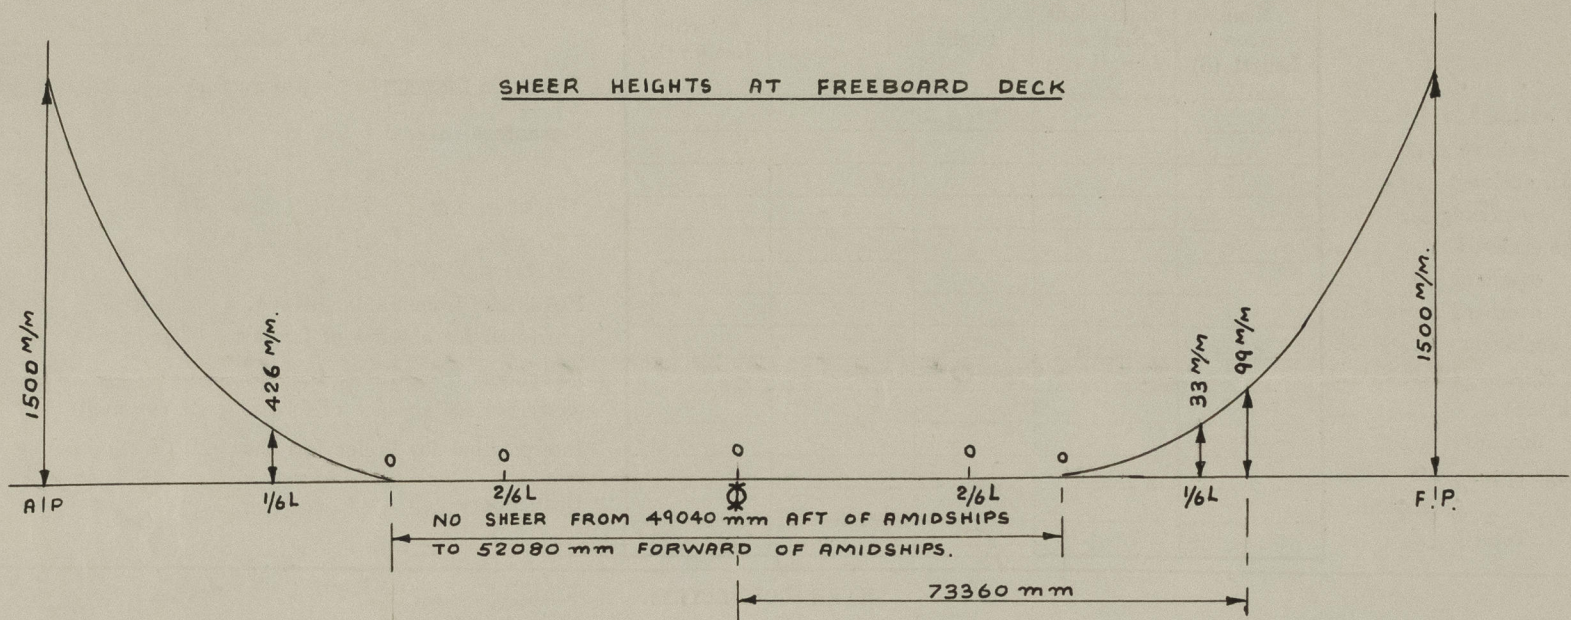 SHEER HEIGHTS AT FREEBOARD DECK
1500 M/M
426 M/M.
0
0
0
0
0
33 M/M
99 M/M
1500 M/M.
A|P
1/6L
2/6L
2/6L
1/6L
F.|P.
NO SHEER FROM 49040 mm AFT OF AMIDSHIPS
TO 52080 mm FORWARD OF AMIDSHIPS.
73360 mm